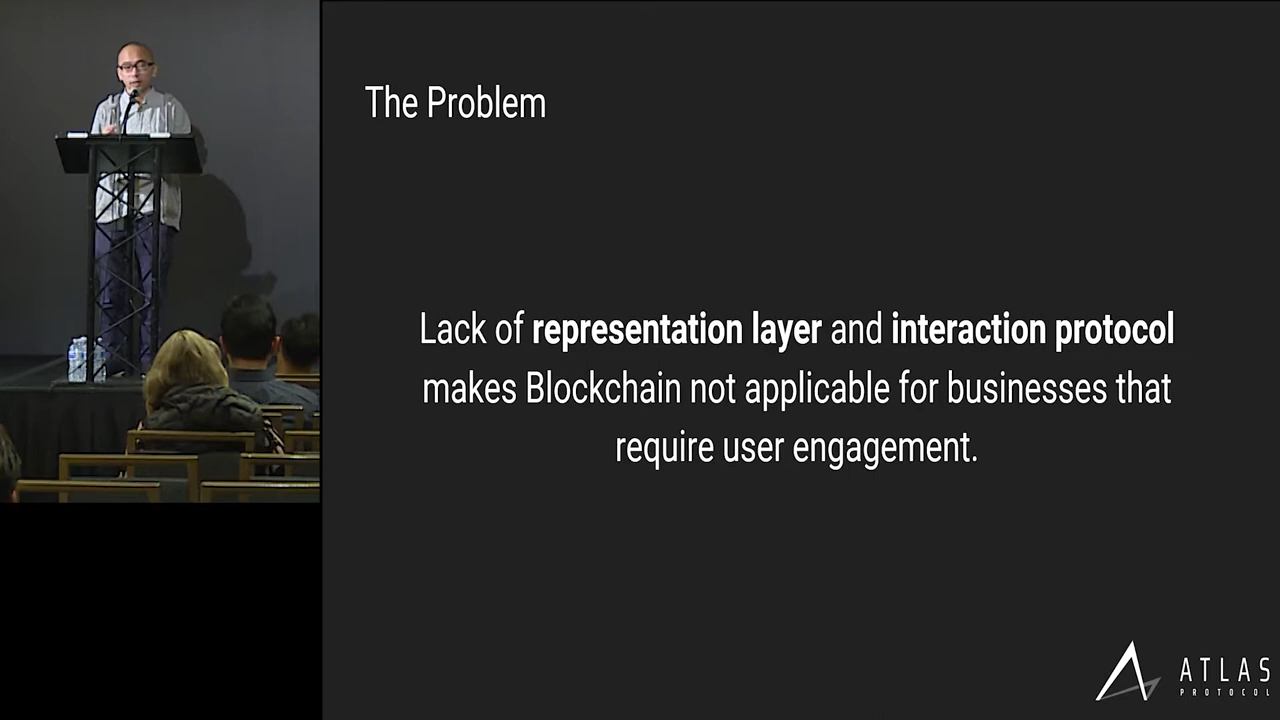 The Problem
Lack of representation layer and interaction protocol
makes Blockchain not applicable for businesses that
require user engagement.
ATLAS
PROTOCOL